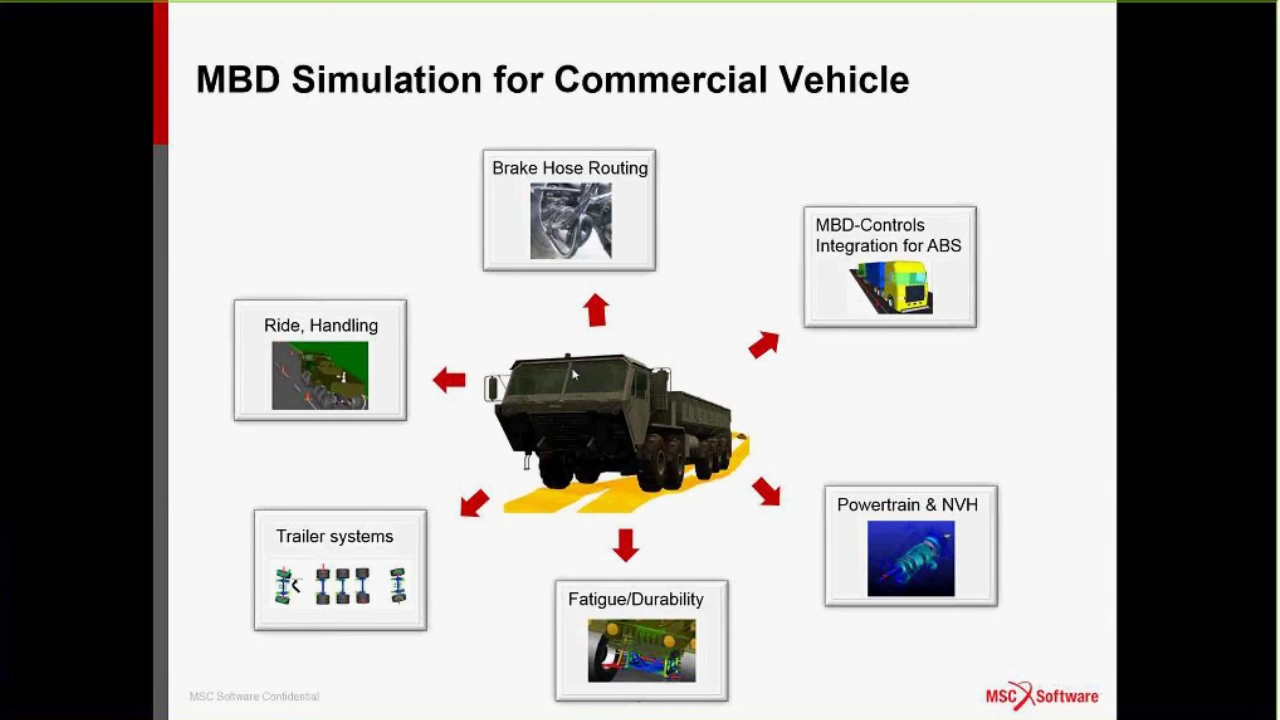 MBD Simulation for Commercial Vehicle
Brake Hose Routing
MBD-Controls
Integration for ABS
Ride, Handling
Powertrain & NVH
Trailer systems
Fatigue/Durability
MSC Software Confidential
MSC Software